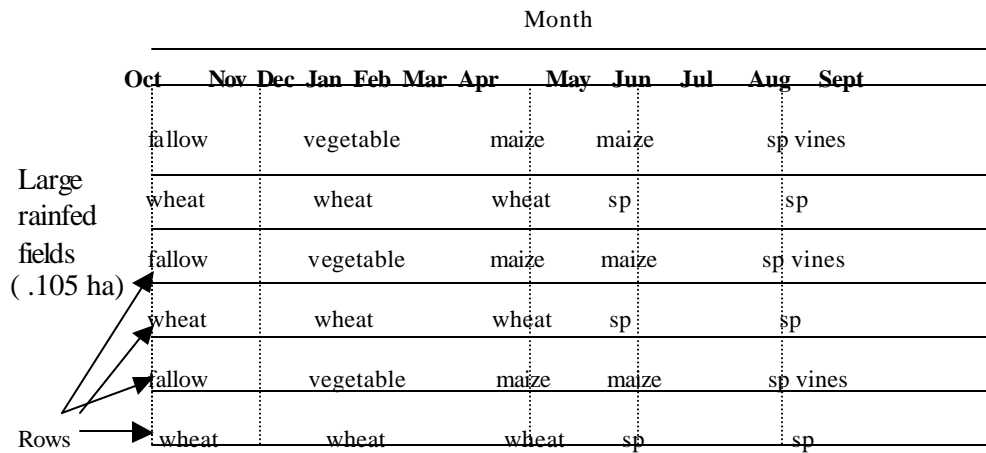 Month
Oct Nov Dec Jan Feb Mar Apr May Jun Jul Aug Sept
fallow vegetable maize maize sp vines
Large
rainfed
fields
( .105 ha)
wheat wheat wheat sp sp
fallow vegetable maize maize sp vines
wheat wheat wheat sp sp
fallow vegetable maize maize sp vines
Rows
wheat wheat wheat sp sp